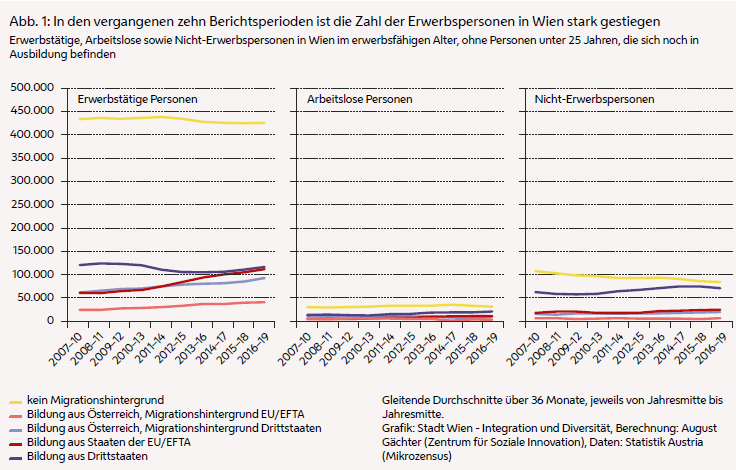 Abb. 1: In den vergangenen zehn Berichtsperioden ist die Zahl der Erwerbspersonen in Wien stark gestiegen
Erwerbstätige, Arbeitslose sowie Nicht-Erwerbspersonen in Wien im erwerbsfähigen Alter, ohne Personen unter 25 Jahren, die sich noch in
Ausbildung befinden
500.000
450.000
400.000
350.000
300.000
250.000
200.000
150.000
100.000
50.000
0
Erwerbstätige Personen
2007–10
2008–11
2009–12
2010–13
2011–14
2012–15
2013–16
2014–17
2015–18
2016–19
Arbeitslose Personen
2007–10
2008–11
2009–12
2010–13
2011–14
2012–15
2013–16
2014–17
2015–18
2016–19
Nicht-Erwerbspersonen
2007–10
2008–11
2009–12
2010–13
2011–14
2012–15
2013–16
2014–17
2015–18
2016–19
kein Migrationshintergrund
Bildung aus Österreich, Migrationshintergrund EU/EFTA
Bildung aus Österreich, Migrationshintergrund Drittstaaten
Bildung aus Staaten der EU/EFTA
Bildung aus Drittstaaten
Gleitende Durchschnitte über 36 Monate, jeweils von Jahresmitte bis
Jahresmitte.
Grafik: Stadt Wien - Integration und Diversität, Berechnung: August
Gächter (Zentrum für Soziale Innovation), Daten: Statistik Austria
(Mikrozensus)